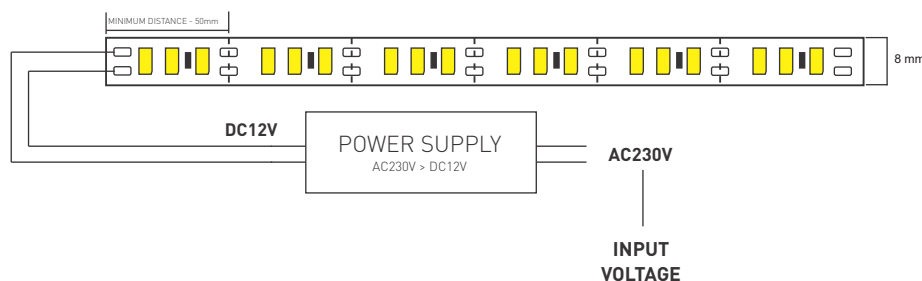 MINIMUM DISTANCE - 50mm
8 mm
DC12V
POWER SUPPLY
AC230V > DC12V
AC230V
INPUT
VOLTAGE